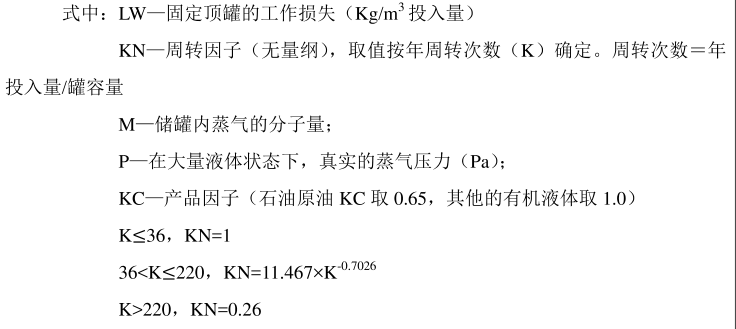 式中：LW—固定顶罐的工作损失（Kg/m³投入量）
KN—周转因子（无量纲），取值按年周转次数（K）确定。周转次数＝年
投入量/罐容量
M—储罐内蒸气的分子量；
P—在大量液体状态下，真实的蒸气压力（Pa）；
KC—产品因子（石油原油 KC 取 0.65，其他的有机液体取 1.0）
K≤36，KN=1
36<K≤220，KN=11.467×K⁻⁰·⁷⁰²⁶
K>220，KN=0.26